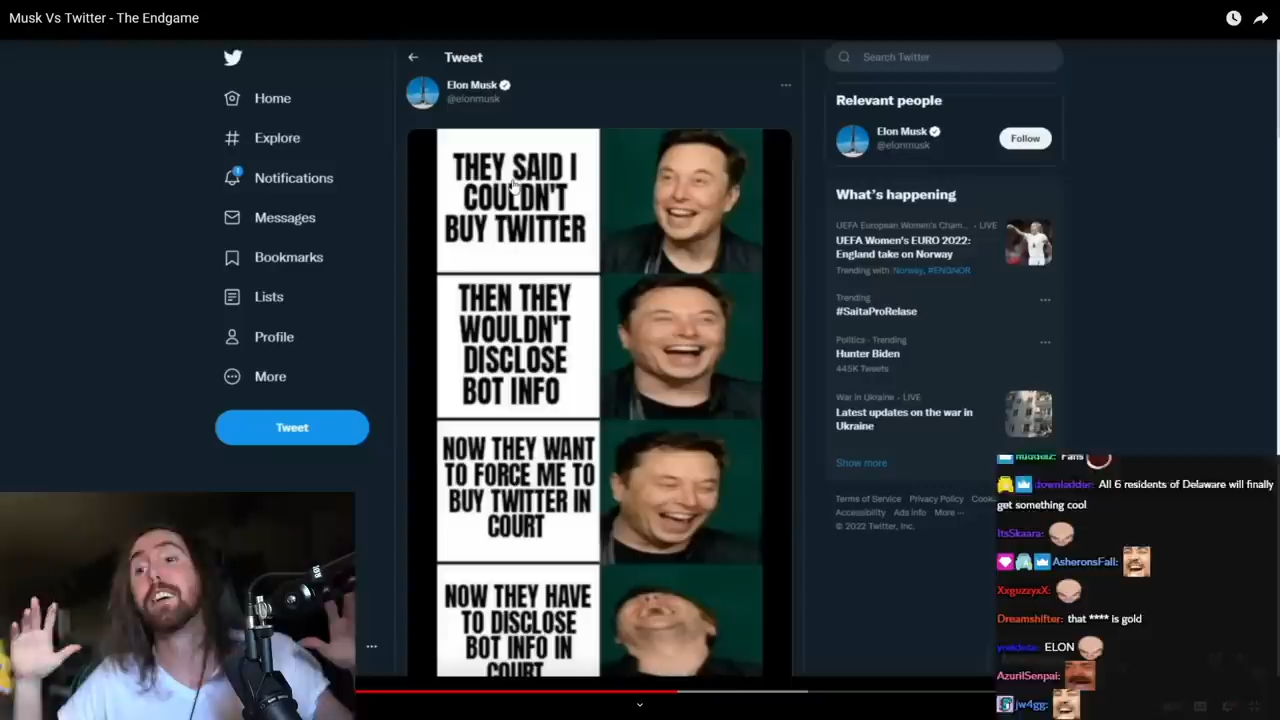 Musk Vs Twitter - The Endgame
Home
Explore
Notifications
Messages
Bookmarks
Lists
Profile
More
Tweet
Tweet
Elon Musk
@elonmusk
THEY SAID I
COULDN'T
BUY TWITTER
THEN THEY
WOULDN'T
DISCLOSE
BOT INFO
NOW THEY WANT
TO FORCE ME TO
BUY TWITTER IN
COURT
NOW THEY HAVE
TO DISCLOSE
BOT INFO IN
COURT
Search Twitter
Relevant people
Elon Musk
@elonmusk
Follow
What's happening
UEFA European Women's Cham... · LIVE
UEFA Women's EURO 2022:
England take on Norway
Trending with Norway, #ENGNOR
Trending
#SaitaProRelase
Politics · Trending
Hunter Biden
445K Tweets
War in Ukraine · LIVE
Latest updates on the war in
Ukraine
Show more
Terms of Service Privacy Policy Cook
Accessibility Ads info More ···
© 2022 Twitter, Inc.
Fans
downladder: All 6 residents of Delaware will finally
get something cool
ItsSkaara:
AsheronsFall:
XxguzzyxX:
Dreamshifter: that **** is gold
ELON
AzurilSenpai:
jw4gg: